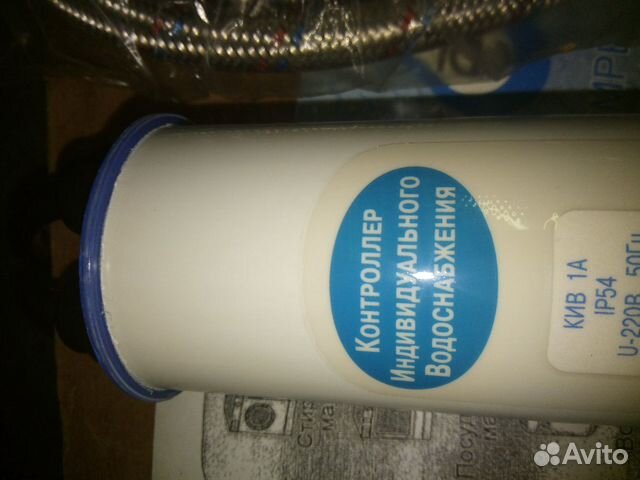 Контроллер
Индивидуального
Водоснабжения
КИВ 1А
IP54
U-220В 50Гц
Avito